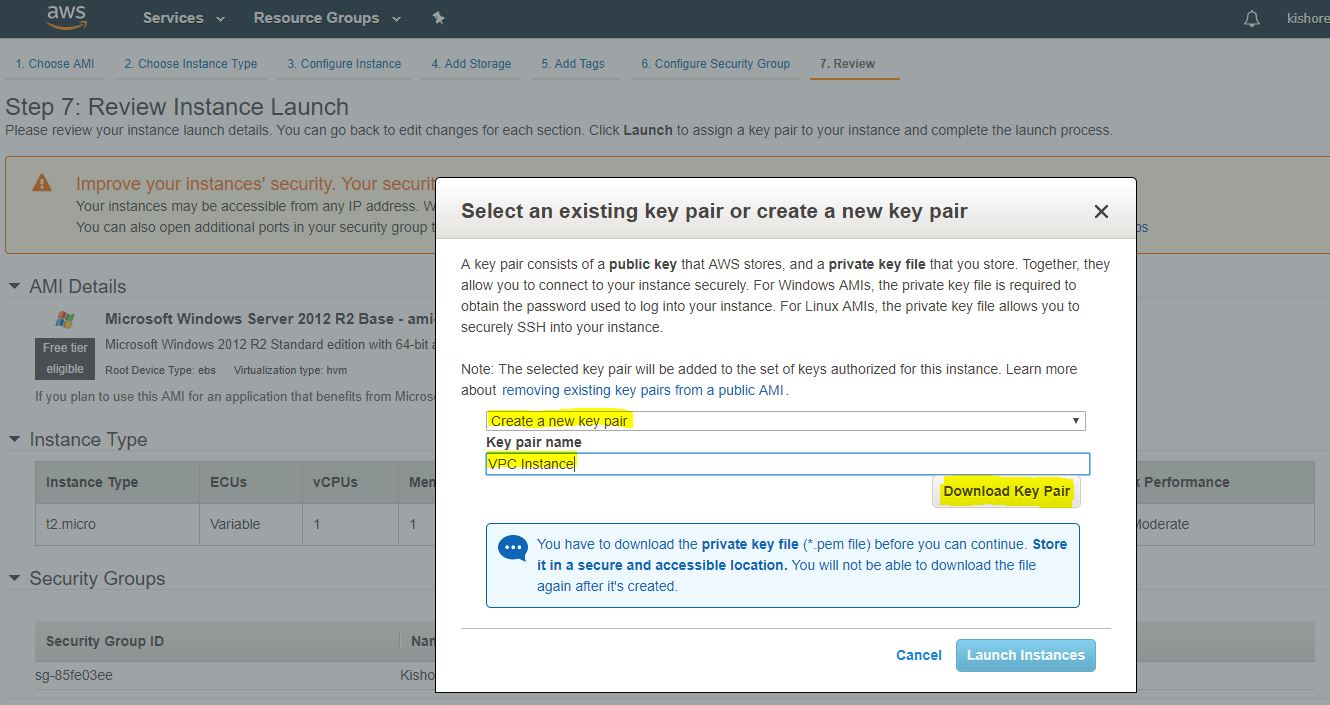 aws Services Resource Groups kishore
1. Choose AMI 2. Choose Instance Type 3. Configure Instance 4. Add Storage 5. Add Tags 6. Configure Security Group 7. Review
Step 7: Review Instance Launch
Please review your instance launch details. You can go back to edit changes for each section. Click Launch to assign a key pair to your instance and complete the launch process.
Improve your instances' security. Your securit
Your instances may be accessible from any IP address. W
You can also open additional ports in your security group t
AMI Details
Microsoft Windows Server 2012 R2 Base - ami-
Free tier
eligible
Microsoft Windows 2012 R2 Standard edition with 64-bit a
Root Device Type: ebs Virtualization type: hvm
If you plan to use this AMI for an application that benefits from Microso
Instance Type
Instance Type ECUs vCPUs Mem k Performance
t2.micro Variable 1 1 Moderate
Security Groups
Security Group ID Nam
sg-85fe03ee Kisho
Select an existing key pair or create a new key pair
A key pair consists of a public key that AWS stores, and a private key file that you store. Together, they
allow you to connect to your instance securely. For Windows AMIs, the private key file is required to
obtain the password used to log into your instance. For Linux AMIs, the private key file allows you to
securely SSH into your instance.
Note: The selected key pair will be added to the set of keys authorized for this instance. Learn more
about removing existing key pairs from a public AMI.
Create a new key pair
Key pair name
VPC Instance
Download Key Pair
You have to download the private key file (*.pem file) before you can continue. Store
it in a secure and accessible location. You will not be able to download the file
again after it's created.
Cancel Launch Instances